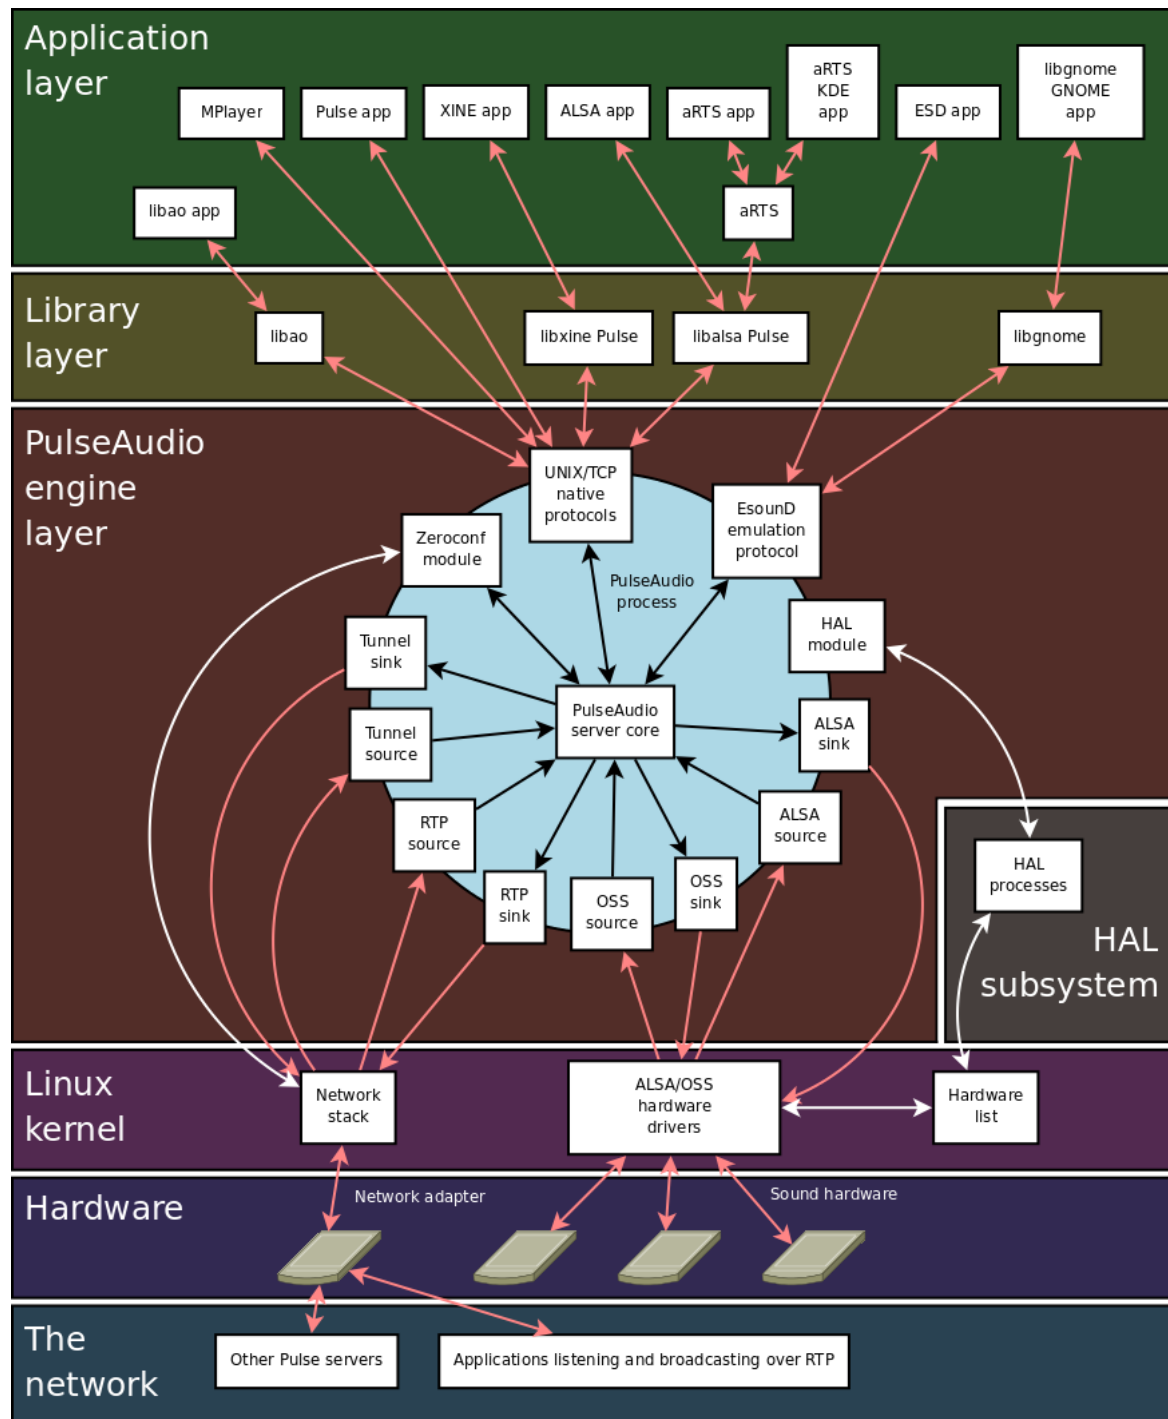 Application
layer
MPlayer
Pulse app
XINE app
ALSA app
aRTS app
aRTS
KDE
app
ESD app
libgnome
GNOME
app
libao app
aRTS
Library
layer
libao
libxine Pulse
libalsa Pulse
libgnome
PulseAudio
engine
layer
UNIX/TCP
native
protocols
EsounD
emulation
protocol
Zeroconf
module
PulseAudio
process
HAL
module
Tunnel
sink
PulseAudio
server core
ALSA
sink
Tunnel
source
RTP
source
ALSA
source
RTP
sink
OSS
source
OSS
sink
HAL
processes
HAL
subsystem
Linux
kernel
Network
stack
ALSA/OSS
hardware
drivers
Hardware
list
Hardware
Network adapter
Sound hardware
The
network
Other Pulse servers
Applications listening and broadcasting over RTP